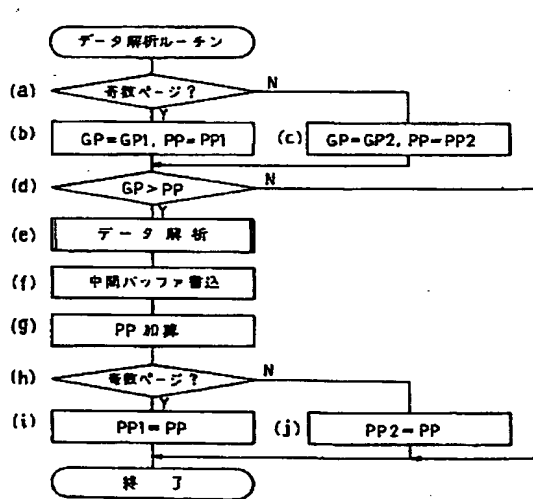 データ解析ルーチン
(a) 奇数ページ? N
Y
(b) GP=GP1, PP=PP1 (c) GP=GP2, PP=PP2
(d) GP>PP N
Y
(e) データ解析
(f) 中間バッファ書込
(g) PP加算
(h) 奇数ページ? N
Y
(i) PP1=PP (j) PP2=PP
終了